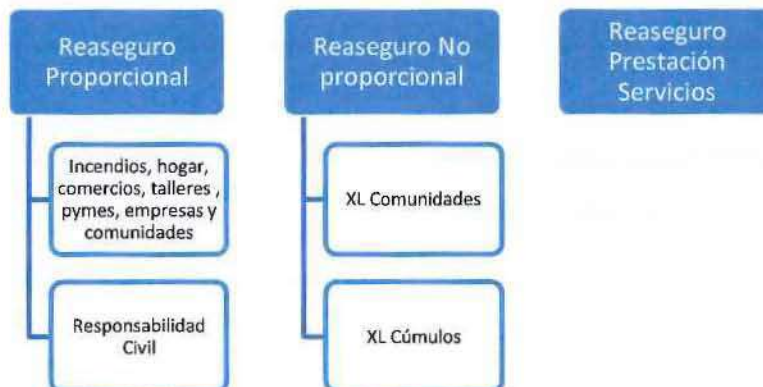 Reaseguro
Proporcional
Incendios, hogar,
comercios, talleres ,
pymes, empresas y
comunidades
Responsabilidad
Civil
Reaseguro No
proporcional
XL Comunidades
XL Cúmulos
Reaseguro
Prestación
Servicios